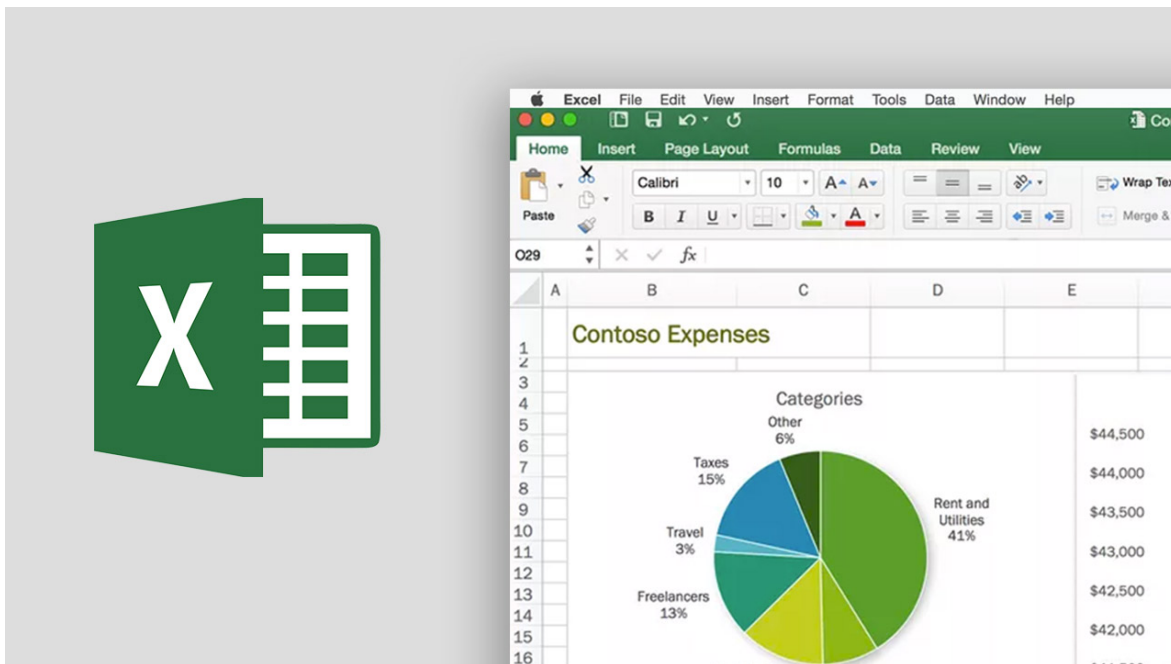 X
Excel File Edit View Insert Format Tools Data Window Help
Home Insert Page Layout Formulas Data Review View
Calibri 10 A A Wrap
Paste B I U A Merge &
O29 fx
A B C D E
Contoso Expenses
1
2
3
4
5
6
7
8
9
10
11
12
13
14
15
16
Categories
Other
6%
Taxes
15%
Travel
3%
Freelancers
13%
Rent and
Utilities
41%
$44,500
$44,000
$43,500
$43,000
$42,500
$42,000